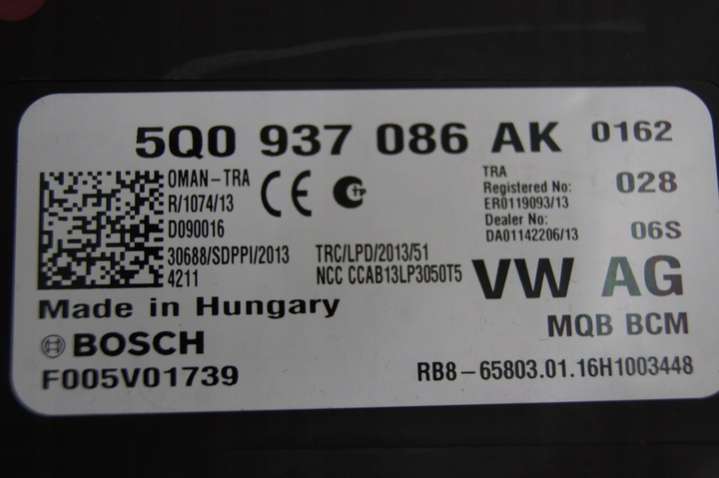 5Q0 937 086 AK 0162
OMAN-TRA
R/1074/13
D090016
30688/SDPPI/2013
4211
CE
TRC/LPD/2013/51
NCC CCAB13LP3050T5
TRA
Registered No:
ER0119093/13
Dealer No:
DA01142206/13
028
06S
VW AG
MQB BCM
Made in Hungary
BOSCH
F005V01739
RB8-65803.01.16H1003448